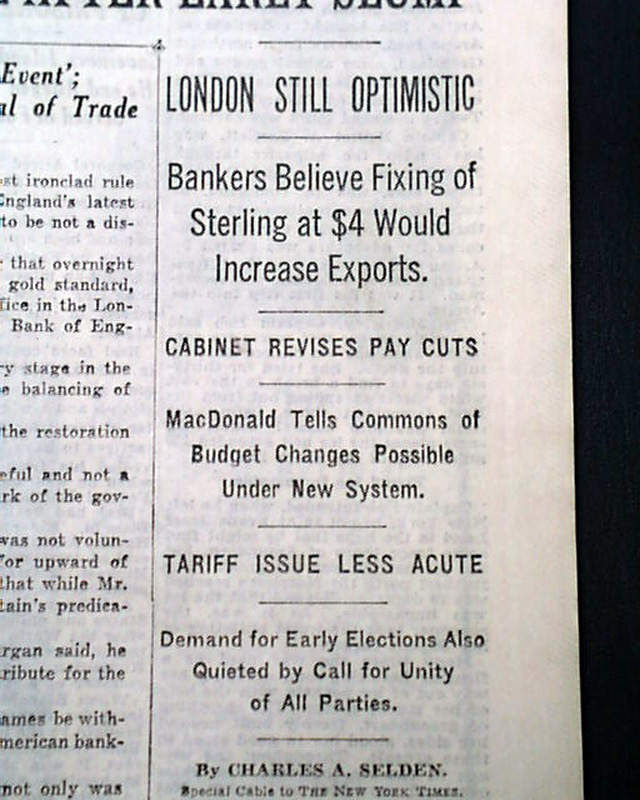 AFTER EARLY SLUMP
Event';
al of Trade
st ironclad rule
England's latest
to be not a dis-
that overnight
gold standard,
fice in the Lon-
Bank of Eng-
ry stage in the
e balancing of
the restoration
eful and not a
rk of the gov-
was not volun-
For upward of
that while Mr.
tain's predica-
rgan said, he
ribute for the
ames be with-
merican bank-
not only was
LONDON STILL OPTIMISTIC
Bankers Believe Fixing of
Sterling at $4 Would
Increase Exports.
CABINET REVISES PAY CUTS
MacDonald Tells Commons of
Budget Changes Possible
Under New System.
TARIFF ISSUE LESS ACUTE
Demand for Early Elections Also
Quieted by Call for Unity
of All Parties.
By CHARLES A. SELDEN.
Special Cable to THE NEW YORK TIMES.